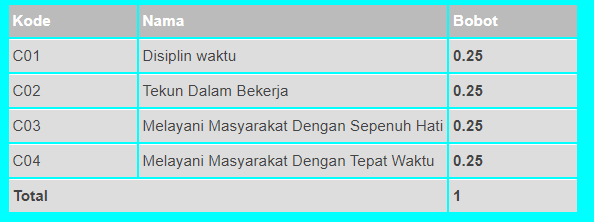 Kode Nama Bobot
C01 Disiplin waktu 0.25
C02 Tekun Dalam Bekerja 0.25
C03 Melayani Masyarakat Dengan Sepenuh Hati 0.25
C04 Melayani Masyarakat Dengan Tepat Waktu 0.25
Total 1